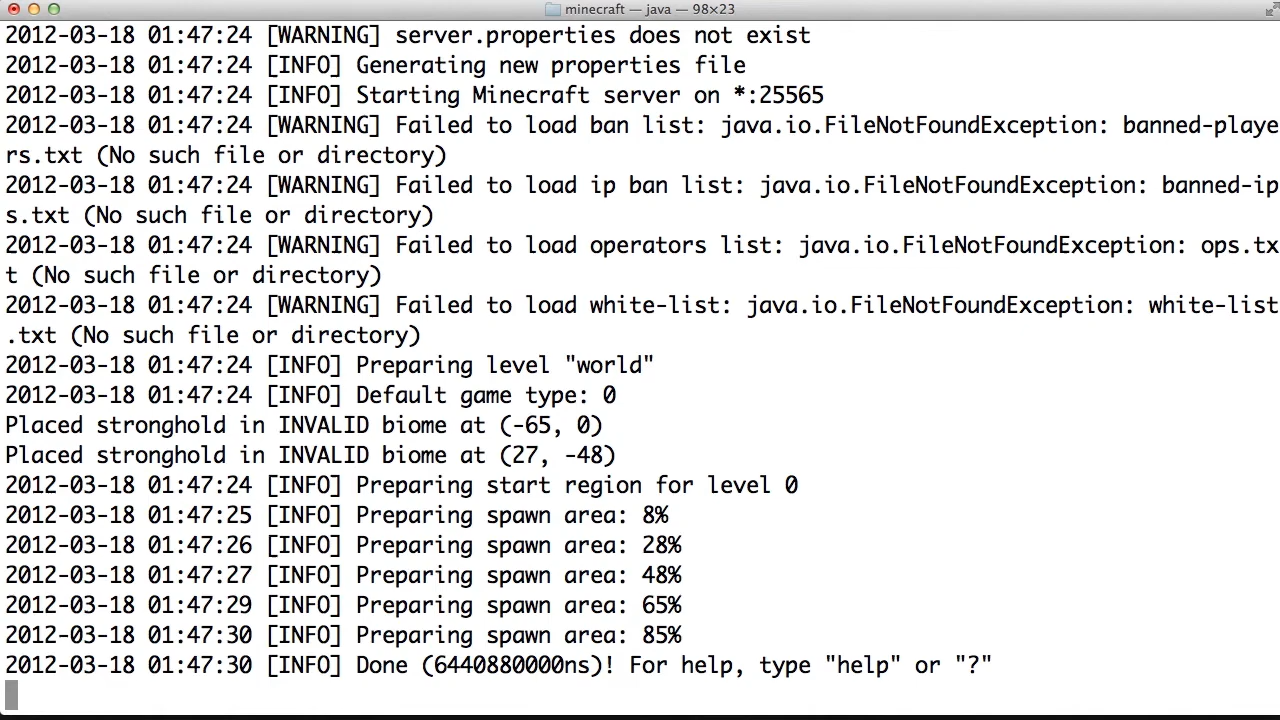 minecraft — java — 98×23
2012-03-18 01:47:24 [WARNING] server.properties does not exist
2012-03-18 01:47:24 [INFO] Generating new properties file
2012-03-18 01:47:24 [INFO] Starting Minecraft server on *:25565
2012-03-18 01:47:24 [WARNING] Failed to load ban list: java.io.FileNotFoundException: banned-playe
rs.txt (No such file or directory)
2012-03-18 01:47:24 [WARNING] Failed to load ip ban list: java.io.FileNotFoundException: banned-ip
s.txt (No such file or directory)
2012-03-18 01:47:24 [WARNING] Failed to load operators list: java.io.FileNotFoundException: ops.tx
t (No such file or directory)
2012-03-18 01:47:24 [WARNING] Failed to load white-list: java.io.FileNotFoundException: white-list
.txt (No such file or directory)
2012-03-18 01:47:24 [INFO] Preparing level "world"
2012-03-18 01:47:24 [INFO] Default game type: 0
Placed stronghold in INVALID biome at (-65, 0)
Placed stronghold in INVALID biome at (27, -48)
2012-03-18 01:47:24 [INFO] Preparing start region for level 0
2012-03-18 01:47:25 [INFO] Preparing spawn area: 8%
2012-03-18 01:47:26 [INFO] Preparing spawn area: 28%
2012-03-18 01:47:27 [INFO] Preparing spawn area: 48%
2012-03-18 01:47:29 [INFO] Preparing spawn area: 65%
2012-03-18 01:47:30 [INFO] Preparing spawn area: 85%
2012-03-18 01:47:30 [INFO] Done (6440880000ns)! For help, type "help" or "?"